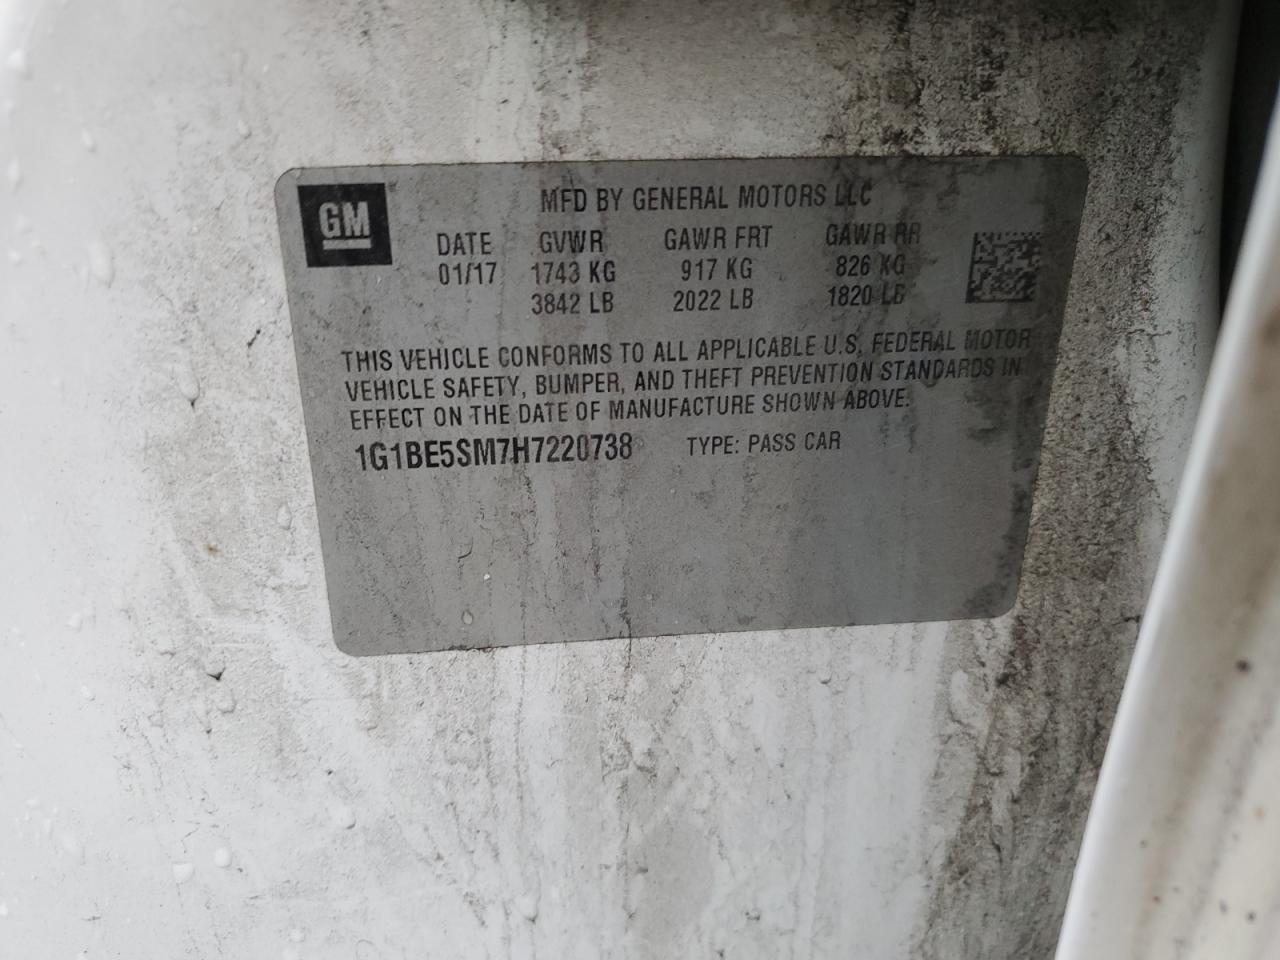 GM
MFD BY GENERAL MOTORS LLC
DATE GVWR GAWR FRT GAWR RR
01/17 1743 KG 917 KG 826 KG
3842 LB 2022 LB 1820 LB
THIS VEHICLE CONFORMS TO ALL APPLICABLE U.S. FEDERAL MOTOR
VEHICLE SAFETY, BUMPER, AND THEFT PREVENTION STANDARDS IN
EFFECT ON THE DATE OF MANUFACTURE SHOWN ABOVE.
1G1BE5SM7H7220738 TYPE: PASS CAR